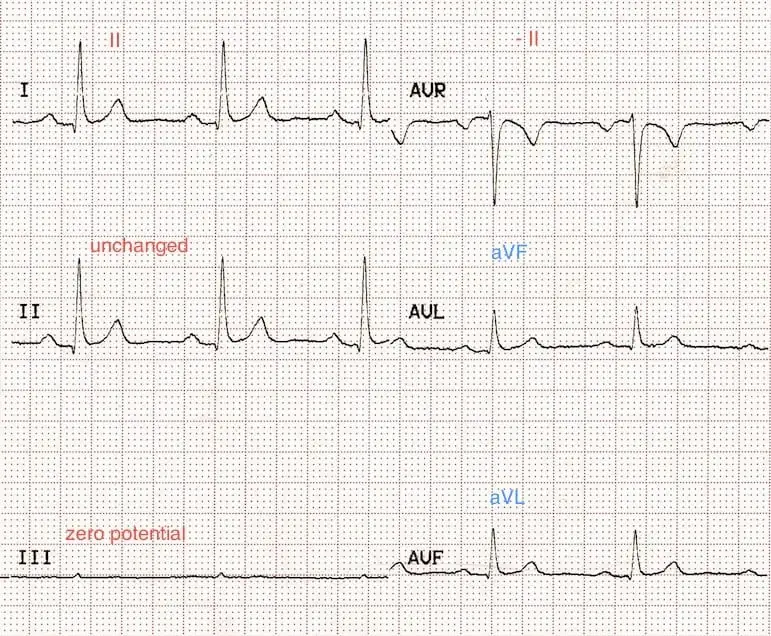 II
- II
I
AVR
unchanged
aVF
II
AVL
aVL
zero potential
III
AVF